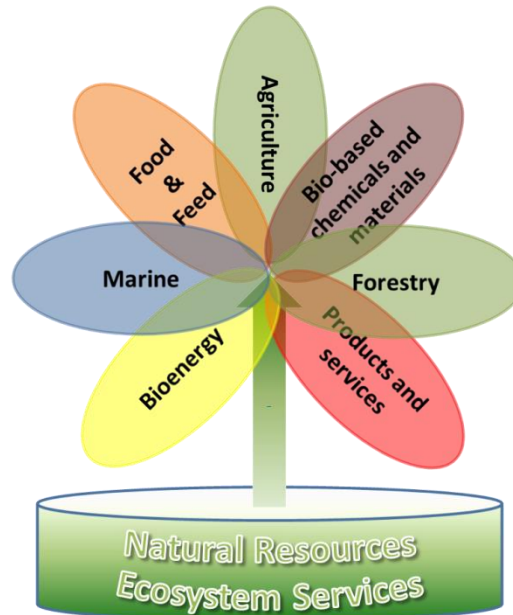 Agriculture
Food
&
Feed
Bio-based
chemicals and
materials
Marine
Forestry
Bioenergy
Products and
services
Natural Resources
Ecosystem Services